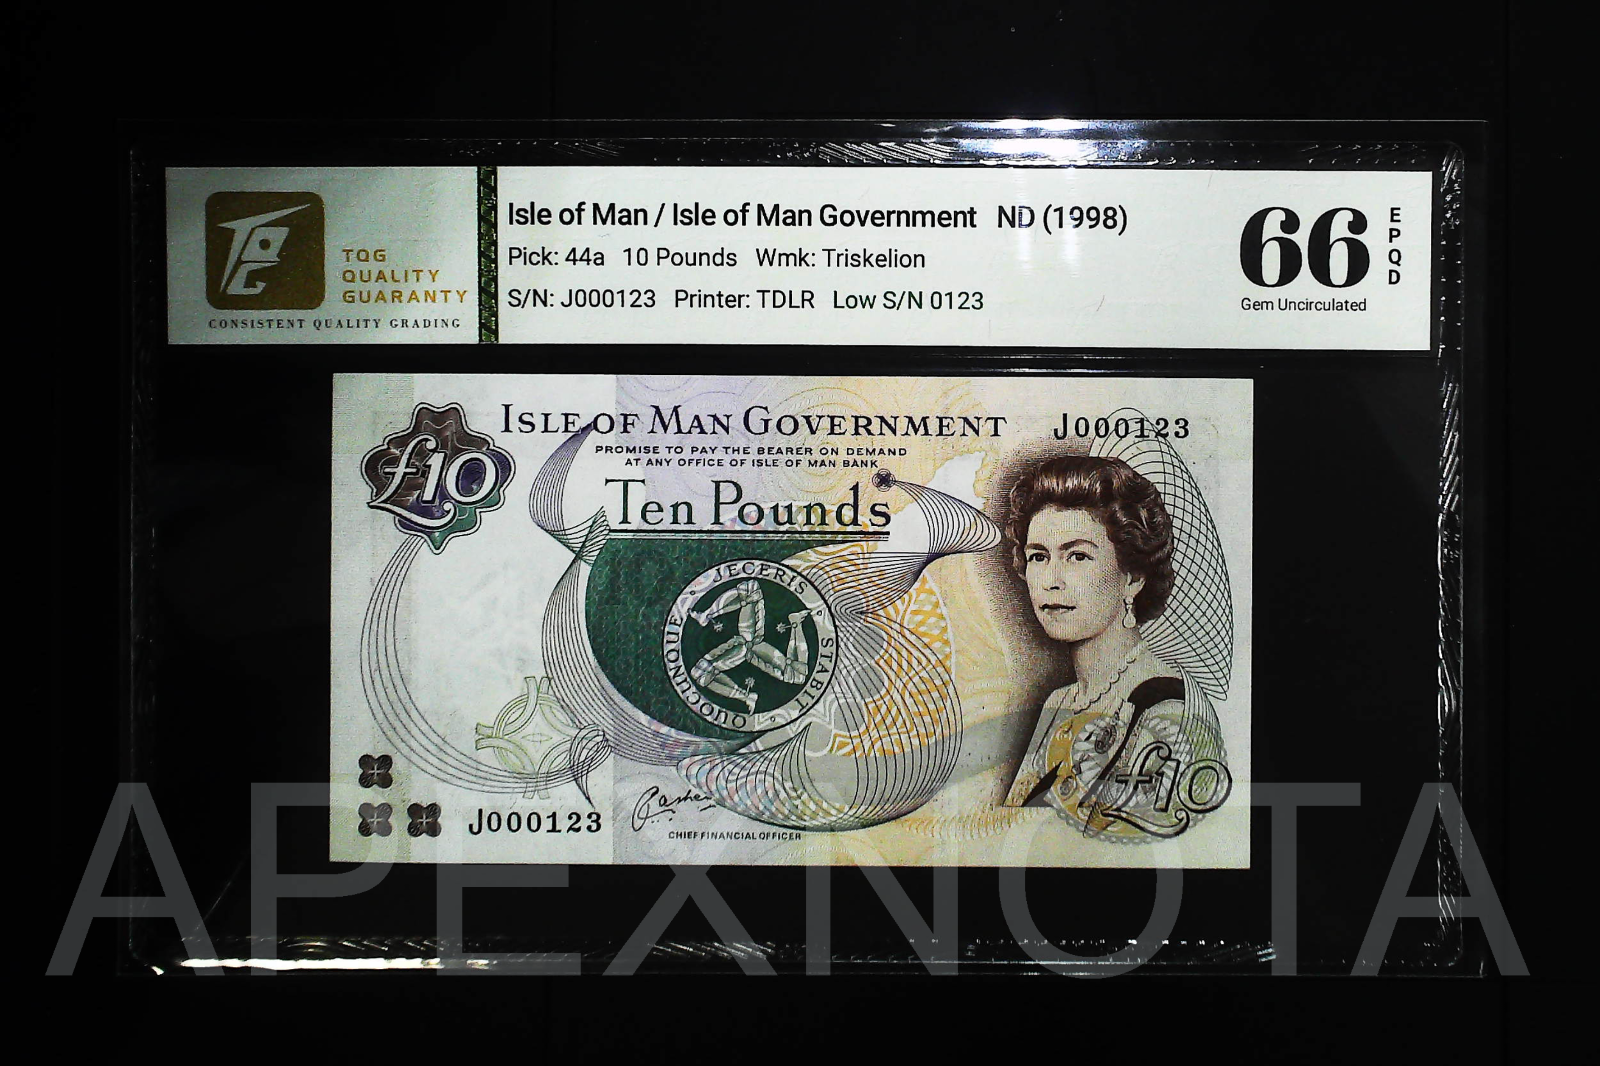 TQG
QUALITY
GUARANTY
CONSISTENT QUALITY GRADING
Isle of Man / Isle of Man Government ND (1998)
Pick: 44a 10 Pounds Wmk: Triskelion
S/N: J000123 Printer: TDLR Low S/N 0123
66
EPQD
Gem Uncirculated
ISLE OF MAN GOVERNMENT
J000123
PROMISE TO PAY THE BEARER ON DEMAND
AT ANY OFFICE OF ISLE OF MAN BANK
£10
Ten Pounds
QUOCUNQUE · JECERIS · STABIT
£10
J000123
CHIEF FINANCIAL OFFICER
APEXNOTA